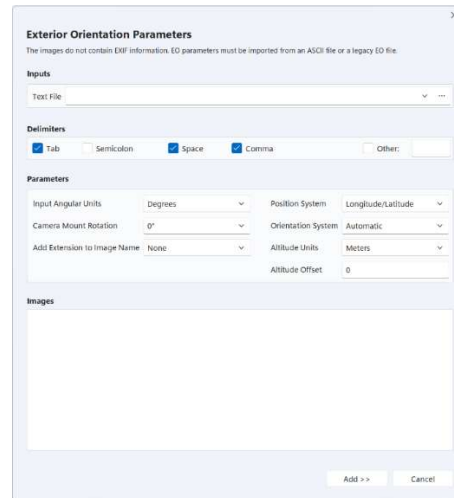 Exterior Orientation Parameters
The images do not contain EXIF information. EO parameters must be imported from an ASCII file or a legacy EO file.
Inputs
Text File
Delimiters
Tab Semicolon Space Comma Other:
Parameters
Input Angular Units Degrees Position System Longitude/Latitude
Camera Mount Rotation 0° Orientation System Automatic
Add Extension to Image Name None Altitude Units Meters
Altitude Offset 0
Images
Add >> Cancel